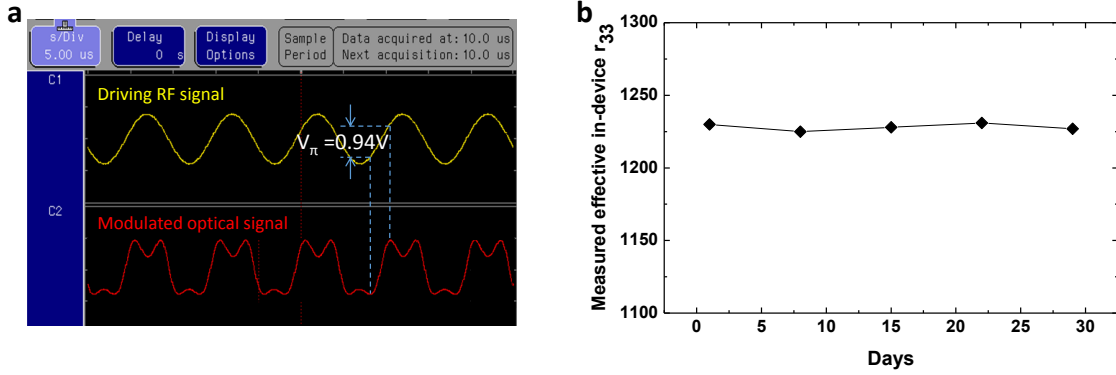 a
s/Div
5.00 us
Delay
0 s
Display
Options
Sample
Period
Data acquired at: 10.0 us
Next acquisition: 10.0 us
C1
Driving RF signal
Vπ =0.94V
C2
Modulated optical signal
b
Measured effective in-device r33
1300
1250
1200
1150
1100
0 5 10 15 20 25 30
Days